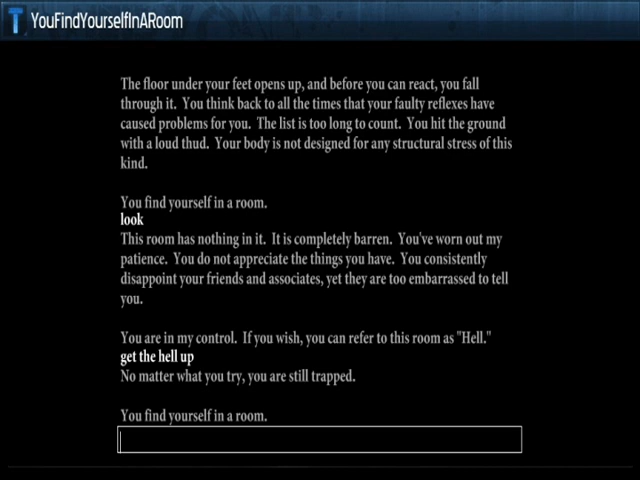 T YouFindYourselfInARoom
The floor under your feet opens up, and before you can react, you fall
through it. You think back to all the times that your faulty reflexes have
caused problems for you. The list is too long to count. You hit the ground
with a loud thud. Your body is not designed for any structural stress of this
kind.
You find yourself in a room.
look
This room has nothing in it. It is completely barren. You've worn out my
patience. You do not appreciate the things you have. You consistently
disappoint your friends and associates, yet they are too embarrassed to tell
you.
You are in my control. If you wish, you can refer to this room as "Hell."
get the hell up
No matter what you try, you are still trapped.
You find yourself in a room.